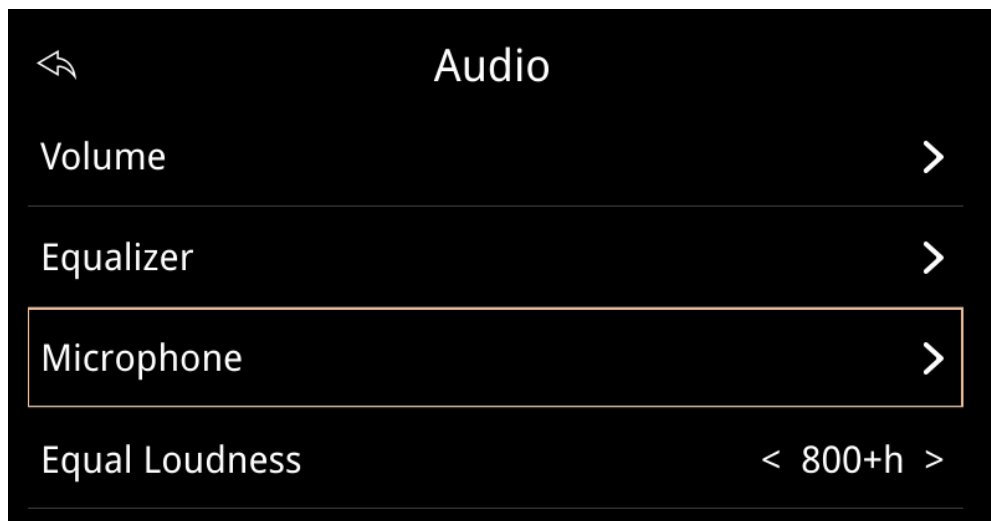 Audio
Volume
Equalizer
Microphone
Equal Loudness < 800+h >